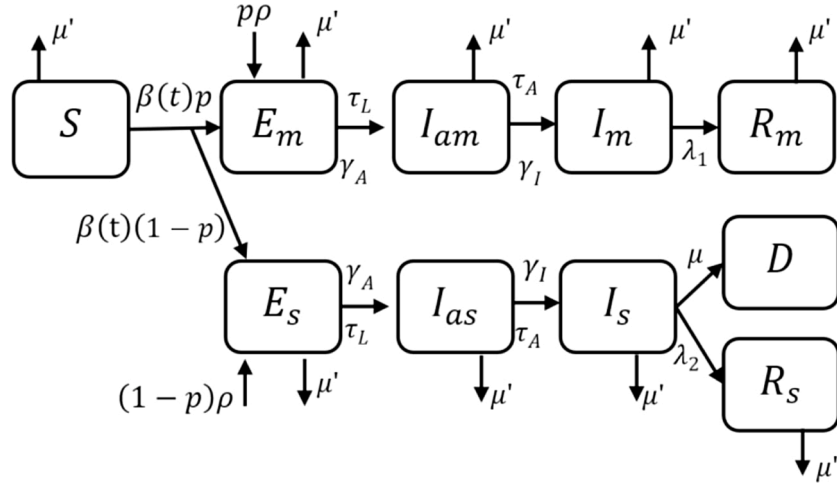 μ' pρ μ' μ' μ' μ'
S β(t)p E_m τ_L γ_A I_am τ_A γ_I I_m λ_1 R_m
β(t)(1 − p)
E_s γ_A τ_L I_as γ_I τ_A I_s μ D
λ_2 R_s
(1 − p)ρ μ' μ' μ'
μ'